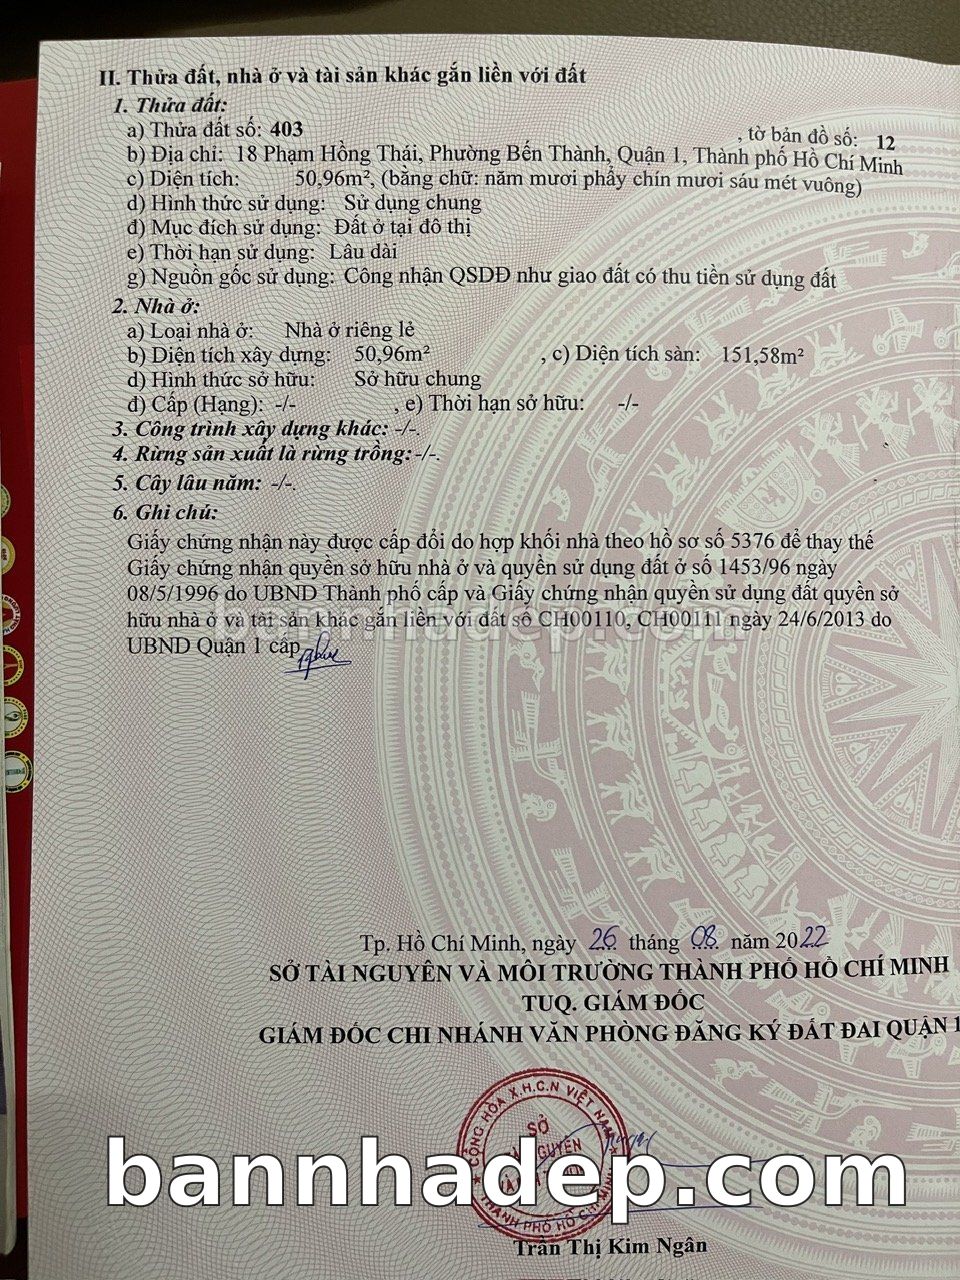 II. Thửa đất, nhà ở và tài sản khác gắn liền với đất
1. Thửa đất:
a) Thửa đất số: 403 , tờ bản đồ số: 12
b) Địa chỉ: 18 Phạm Hồng Thái, Phường Bến Thành, Quận 1, Thành phố Hồ Chí Minh
c) Diện tích: 50,96m², (bằng chữ: năm mươi phẩy chín mươi sáu mét vuông)
d) Hình thức sử dụng: Sử dụng chung
đ) Mục đích sử dụng: Đất ở tại đô thị
e) Thời hạn sử dụng: Lâu dài
g) Nguồn gốc sử dụng: Công nhận QSDĐ như giao đất có thu tiền sử dụng đất
2. Nhà ở:
a) Loại nhà ở: Nhà ở riêng lẻ
b) Diện tích xây dựng: 50,96m² , c) Diện tích sàn: 151,58m²
d) Hình thức sở hữu: Sở hữu chung
đ) Cấp (Hạng): -/- , e) Thời hạn sở hữu: -/-
3. Công trình xây dựng khác: -/-.
4. Rừng sản xuất là rừng trồng:-/-.
5. Cây lâu năm: -/-.
6. Ghi chú:
Giấy chứng nhận này được cấp đổi do hợp khối nhà theo hồ sơ số 5376 để thay thế
Giấy chứng nhận quyền sở hữu nhà ở và quyền sử dụng đất ở số 1453/96 ngày
08/5/1996 do UBND Thành phố cấp và Giấy chứng nhận quyền sử dụng đất quyền sở
hữu nhà ở và tài sản khác gắn liền với đất số CH00110, CH00111 ngày 24/6/2013 do
UBND Quận 1 cấp
bannhadep.com
Tp. Hồ Chí Minh, ngày 26 tháng 08 năm 2022
SỞ TÀI NGUYÊN VÀ MÔI TRƯỜNG THÀNH PHỐ HỒ CHÍ MINH
TUQ. GIÁM ĐỐC
GIÁM ĐỐC CHI NHÁNH VĂN PHÒNG ĐĂNG KÝ ĐẤT ĐAI QUẬN 1
CỘNG HÒA X.H.C.N VIỆT NAM
SỞ
NGUYÊN
THÀNH PHỐ HỒ CHÍ MINH
bannhadep.com
Trần Thị Kim Ngân